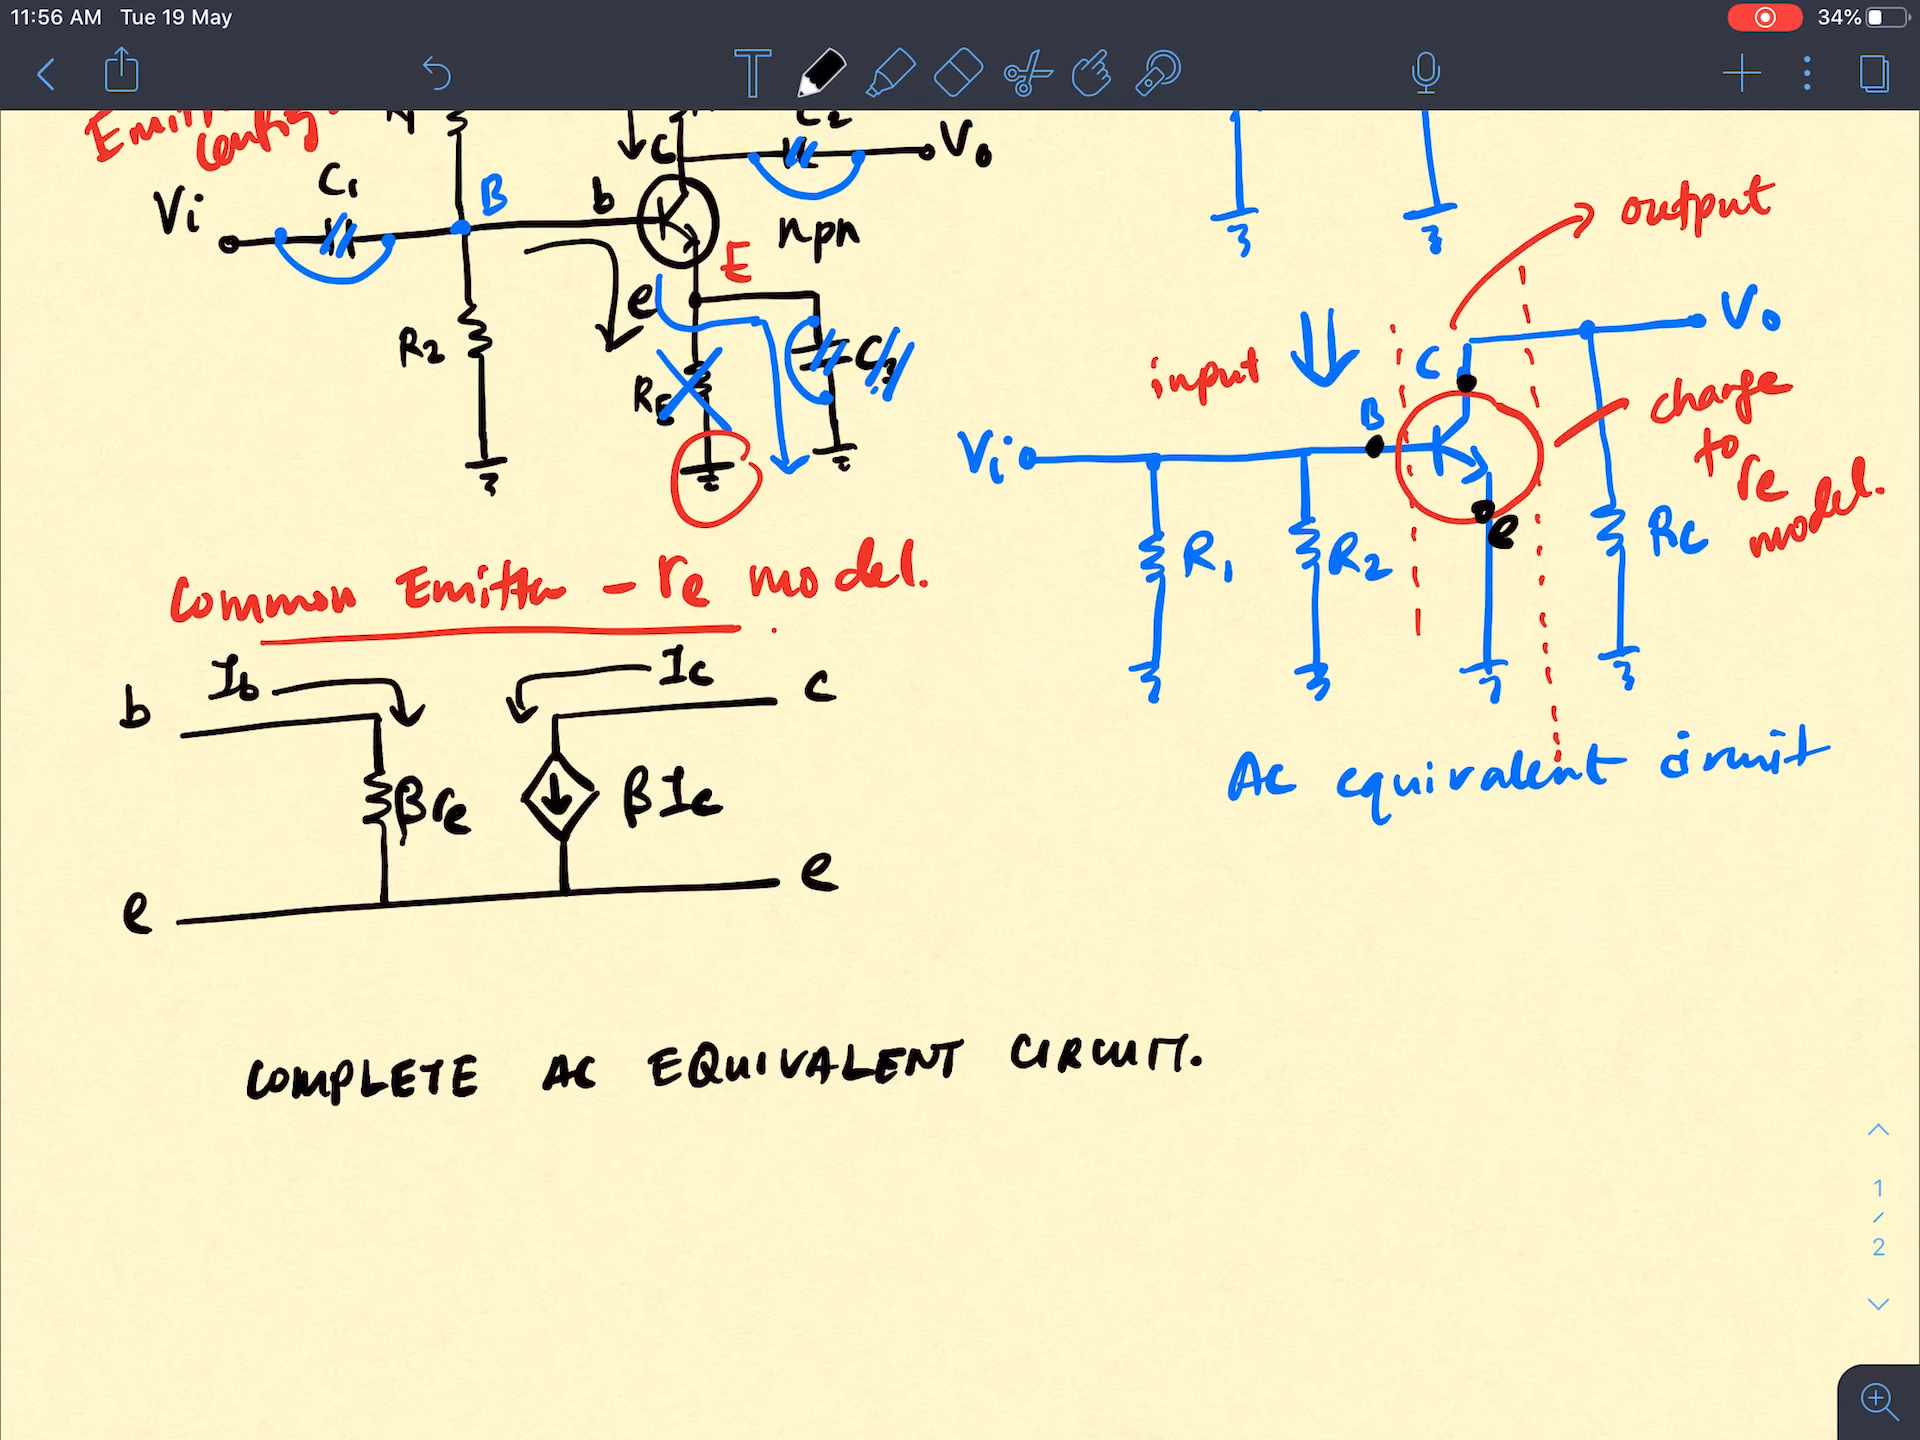 11:56 AM Tue 19 May
34%
T
config
C1
Vi
B
b
C
C2
Vo
npn
E
e
R2
RE
C3
output
input
Vo
C
B
Vi
e
R1
R2
RC
change
to
re
model.
Common Emitter - re model.
Ib
Ic
b
c
βre
βIc
e
e
AC equivalent circuit
COMPLETE AC EQUIVALENT CIRCUIT.
1
/
2